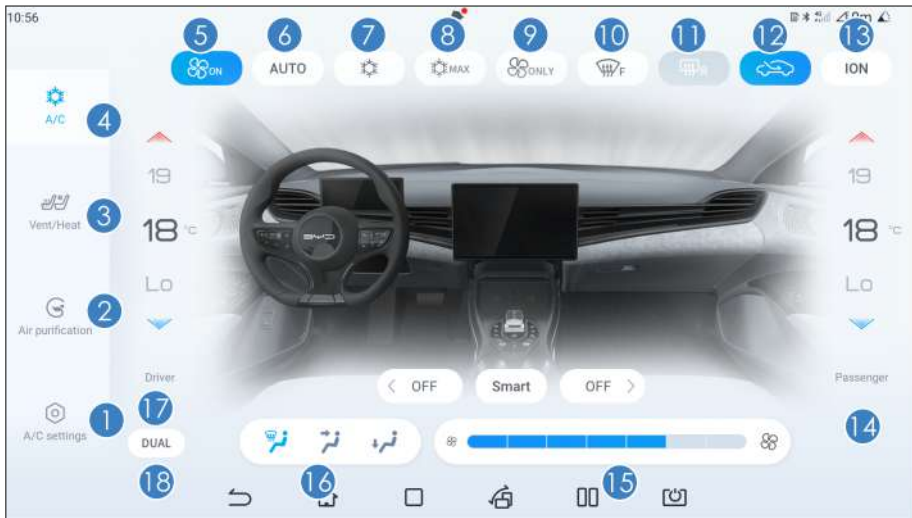 10:56
5
6
7
8
9
10
11
12
13
ON
AUTO
MAX
ONLY
F
R
ION
A/C
4
19
19
Vent/Heat
3
18 °C
BYD
18 °C
Lo
Lo
Air purification
2
Driver
< OFF
Smart
OFF >
Passenger
17
A/C settings
1
14
DUAL
18
16
15